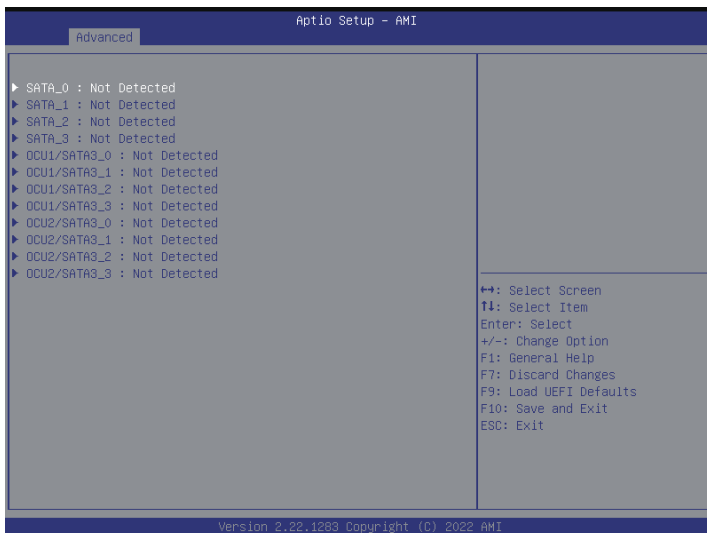 Aptio Setup – AMI
Advanced
▶ SATA_0 : Not Detected
▶ SATA_1 : Not Detected
▶ SATA_2 : Not Detected
▶ SATA_3 : Not Detected
▶ OCU1/SATA3_0 : Not Detected
▶ OCU1/SATA3_1 : Not Detected
▶ OCU1/SATA3_2 : Not Detected
▶ OCU1/SATA3_3 : Not Detected
▶ OCU2/SATA3_0 : Not Detected
▶ OCU2/SATA3_1 : Not Detected
▶ OCU2/SATA3_2 : Not Detected
▶ OCU2/SATA3_3 : Not Detected
↔: Select Screen
↑↓: Select Item
Enter: Select
+/-: Change Option
F1: General Help
F7: Discard Changes
F9: Load UEFI Defaults
F10: Save and Exit
ESC: Exit
Version 2.22.1283 Copyright (C) 2022 AMI